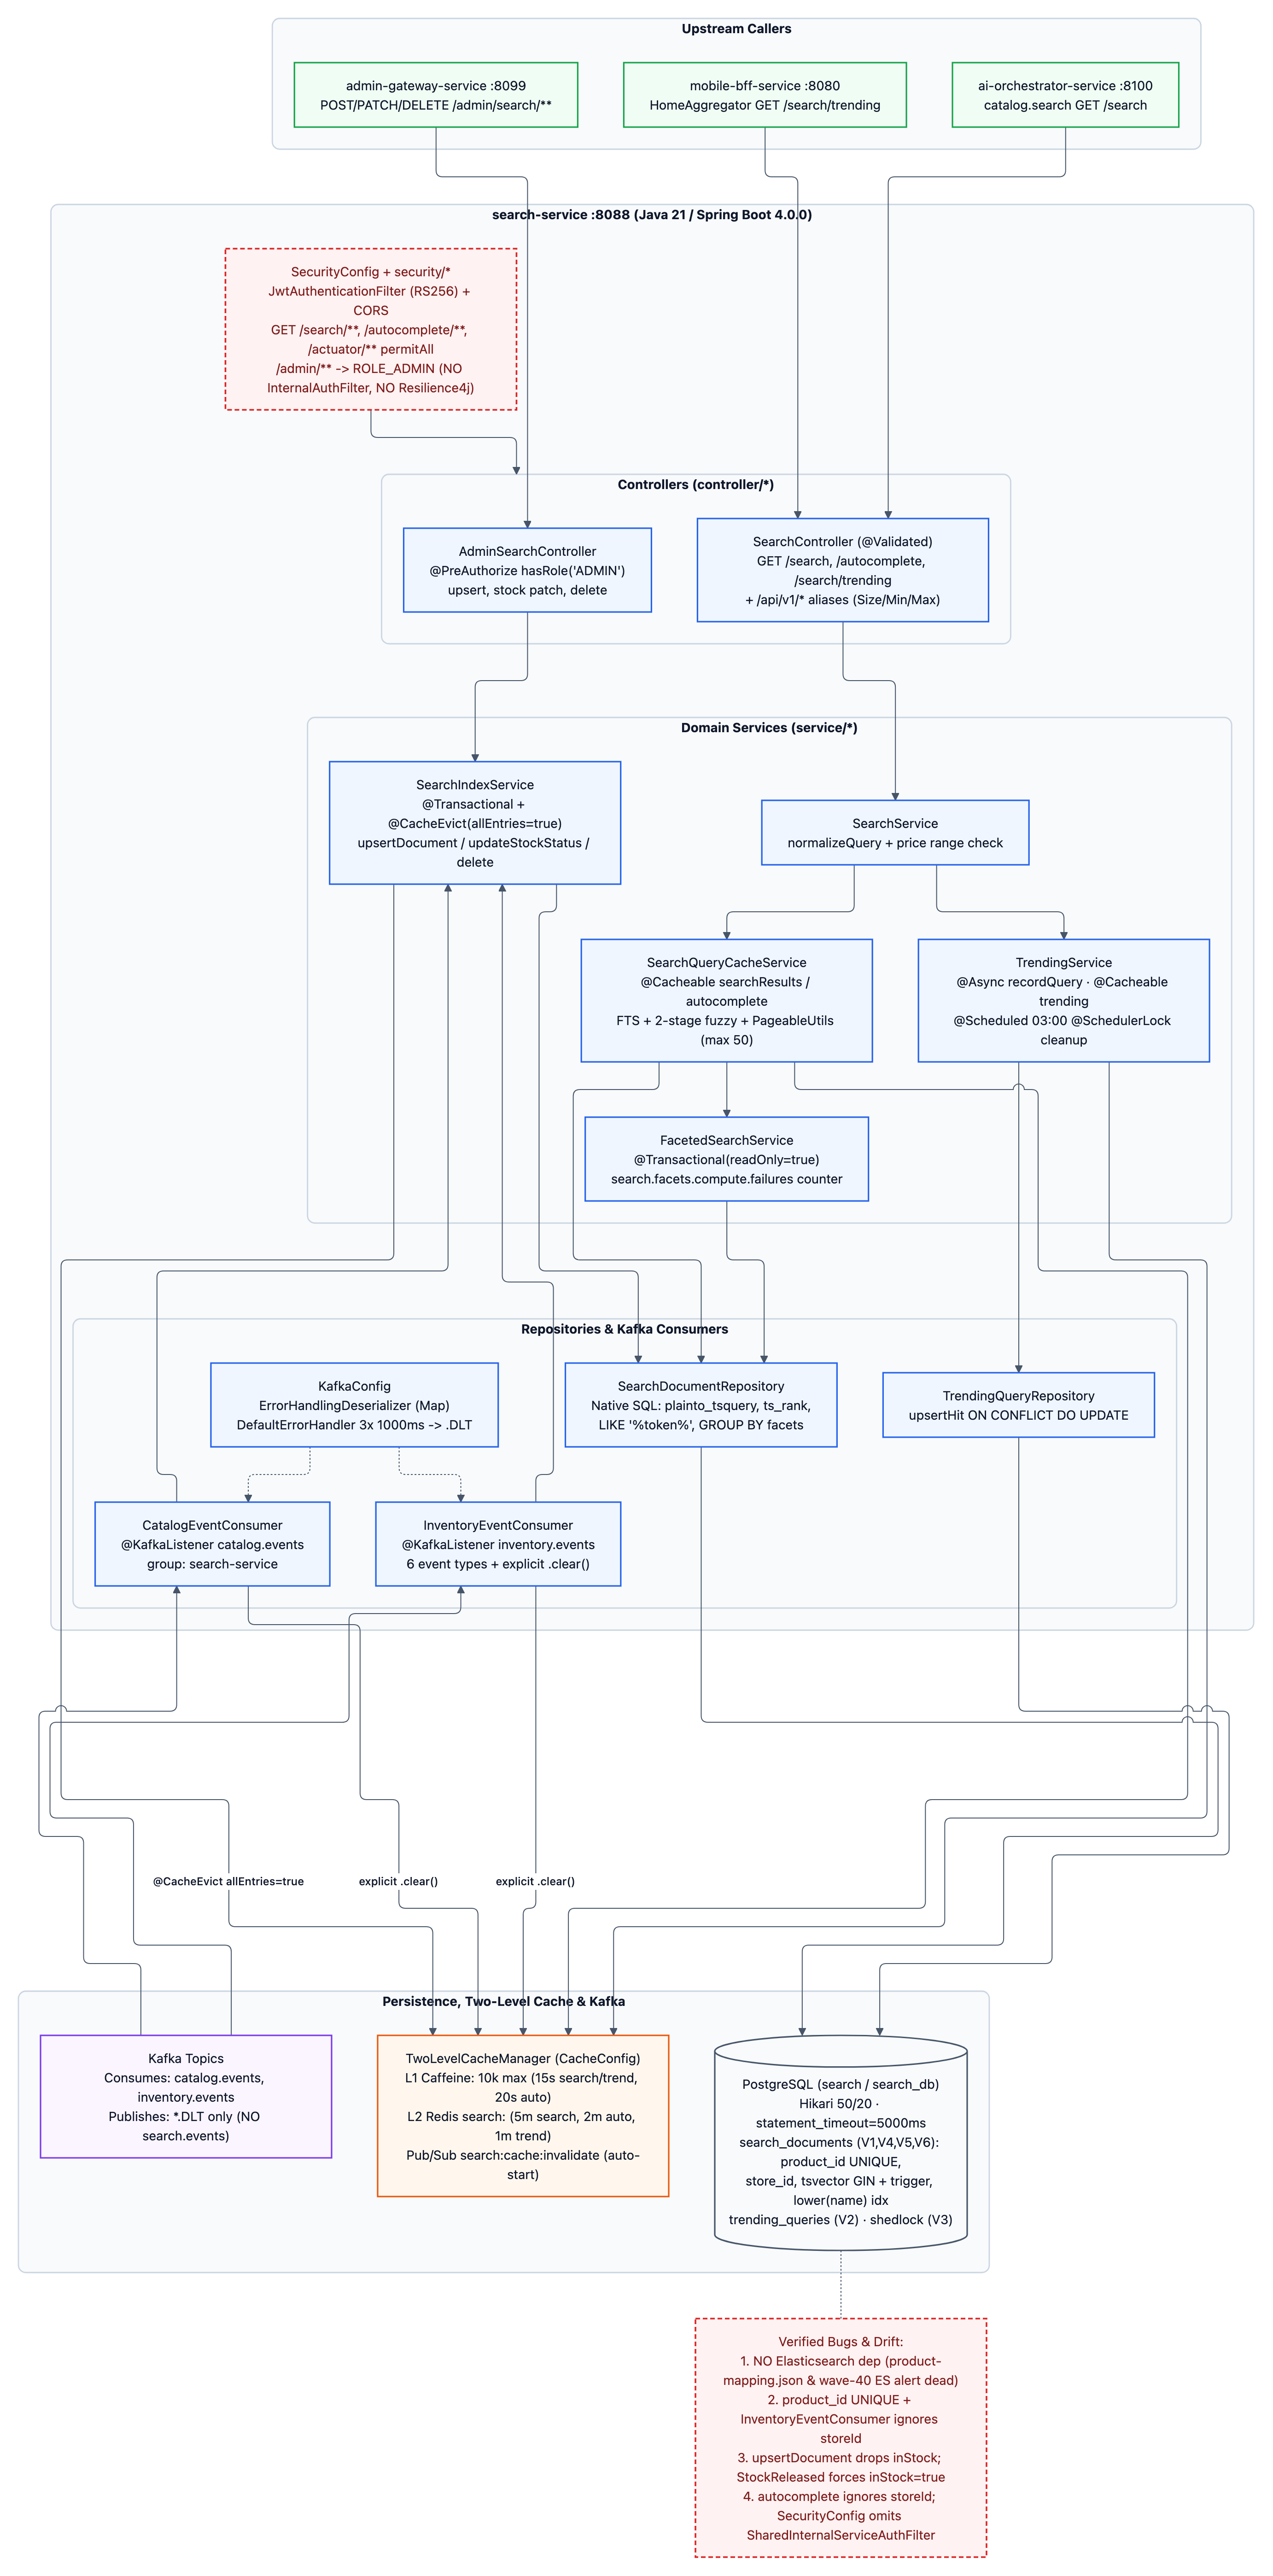 Upstream Callers
admin-gateway-service :8099
POST/PATCH/DELETE /admin/search/**
mobile-bff-service :8080
HomeAggregator GET /search/trending
ai-orchestrator-service :8100
catalog.search GET /search
search-service :8088 (Java 21 / Spring Boot 4.0.0)
SecurityConfig + security/*
JwtAuthenticationFilter (RS256) +
CORS
GET /search/**, /autocomplete/**,
/actuator/** permitAll
/admin/** -> ROLE_ADMIN (NO
InternalAuthFilter, NO Resilience4j)
Controllers (controller/*)
AdminSearchController
@PreAuthorize hasRole('ADMIN')
upsert, stock patch, delete
SearchController (@Validated)
GET /search, /autocomplete,
/search/trending
+ /api/v1/* aliases (Size/Min/Max)
Domain Services (service/*)
SearchIndexService
@Transactional +
@CacheEvict(allEntries=true)
upsertDocument / updateStockStatus /
delete
SearchService
normalizeQuery + price range check
SearchQueryCacheService
@Cacheable searchResults /
autocomplete
FTS + 2-stage fuzzy + PageableUtils
(max 50)
TrendingService
@Async recordQuery · @Cacheable
trending
@Scheduled 03:00 @SchedulerLock
cleanup
FacetedSearchService
@Transactional(readOnly=true)
search.facets.compute.failures counter
Repositories & Kafka Consumers
KafkaConfig
ErrorHandlingDeserializer (Map)
DefaultErrorHandler 3x 1000ms -> .DLT
SearchDocumentRepository
Native SQL: plainto_tsquery, ts_rank,
LIKE '%token%', GROUP BY facets
TrendingQueryRepository
upsertHit ON CONFLICT DO UPDATE
CatalogEventConsumer
@KafkaListener catalog.events
group: search-service
InventoryEventConsumer
@KafkaListener inventory.events
6 event types + explicit .clear()
@CacheEvict allEntries=true
explicit .clear()
explicit .clear()
Persistence, Two-Level Cache & Kafka
Kafka Topics
Consumes: catalog.events,
inventory.events
Publishes: *.DLT only (NO
search.events)
TwoLevelCacheManager (CacheConfig)
L1 Caffeine: 10k max (15s search/trend,
20s auto)
L2 Redis search: (5m search, 2m auto,
1m trend)
Pub/Sub search:cache:invalidate (auto-
start)
PostgreSQL (search / search_db)
Hikari 50/20 ·
statement_timeout=5000ms
search_documents (V1,V4,V5,V6):
product_id UNIQUE,
store_id, tsvector GIN + trigger,
lower(name) idx
trending_queries (V2) · shedlock (V3)
Verified Bugs & Drift:
1. NO Elasticsearch dep (product-
mapping.json & wave-40 ES alert dead)
2. product_id UNIQUE +
InventoryEventConsumer ignores
storeId
3. upsertDocument drops inStock;
StockReleased forces inStock=true
4. autocomplete ignores storeId;
SecurityConfig omits
SharedInternalServiceAuthFilter